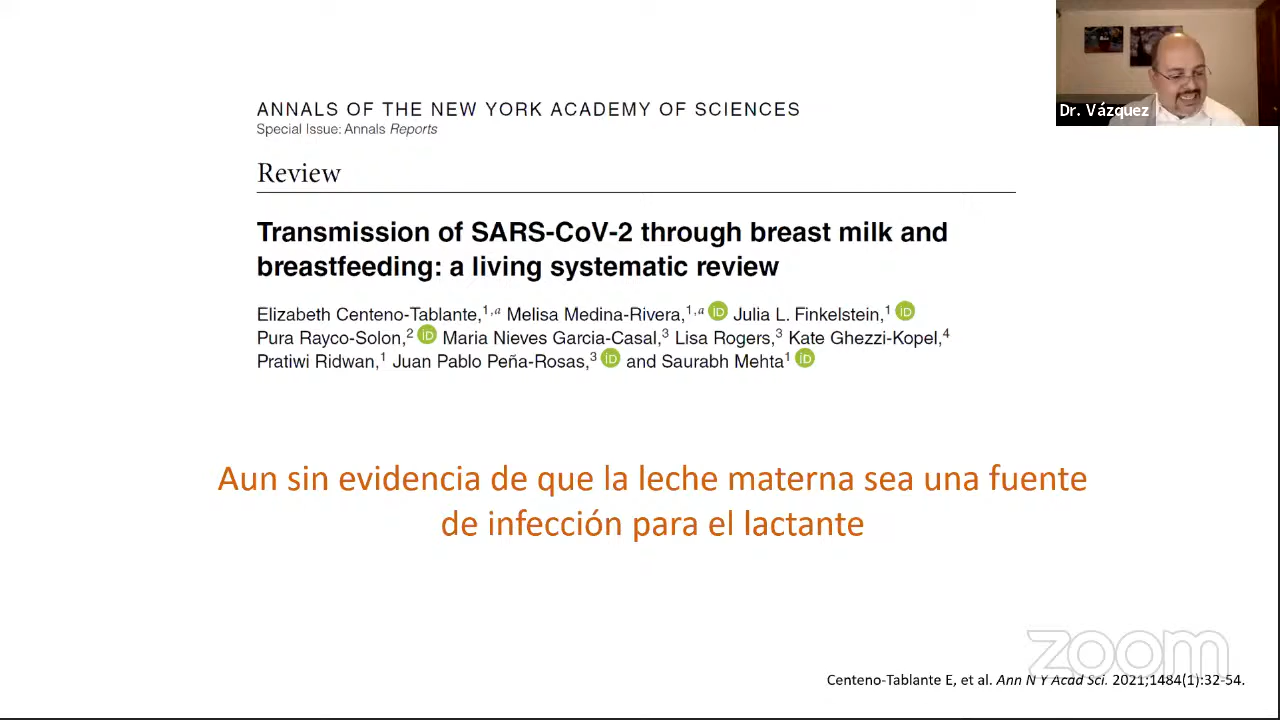 Dr. Vázquez
ANNALS OF THE NEW YORK ACADEMY OF SCIENCES
Special Issue: Annals Reports
Review
Transmission of SARS-CoV-2 through breast milk and
breastfeeding: a living systematic review
Elizabeth Centeno-Tablante,1,a Melisa Medina-Rivera,1,a iD Julia L. Finkelstein,1 iD
Pura Rayco-Solon,2 iD Maria Nieves Garcia-Casal,3 Lisa Rogers,3 Kate Ghezzi-Kopel,4
Pratiwi Ridwan,1 Juan Pablo Peña-Rosas,3 iD and Saurabh Mehta1 iD
Aun sin evidencia de que la leche materna sea una fuente
de infección para el lactante
zoom
Centeno-Tablante E, et al. Ann N Y Acad Sci. 2021;1484(1):32-54.